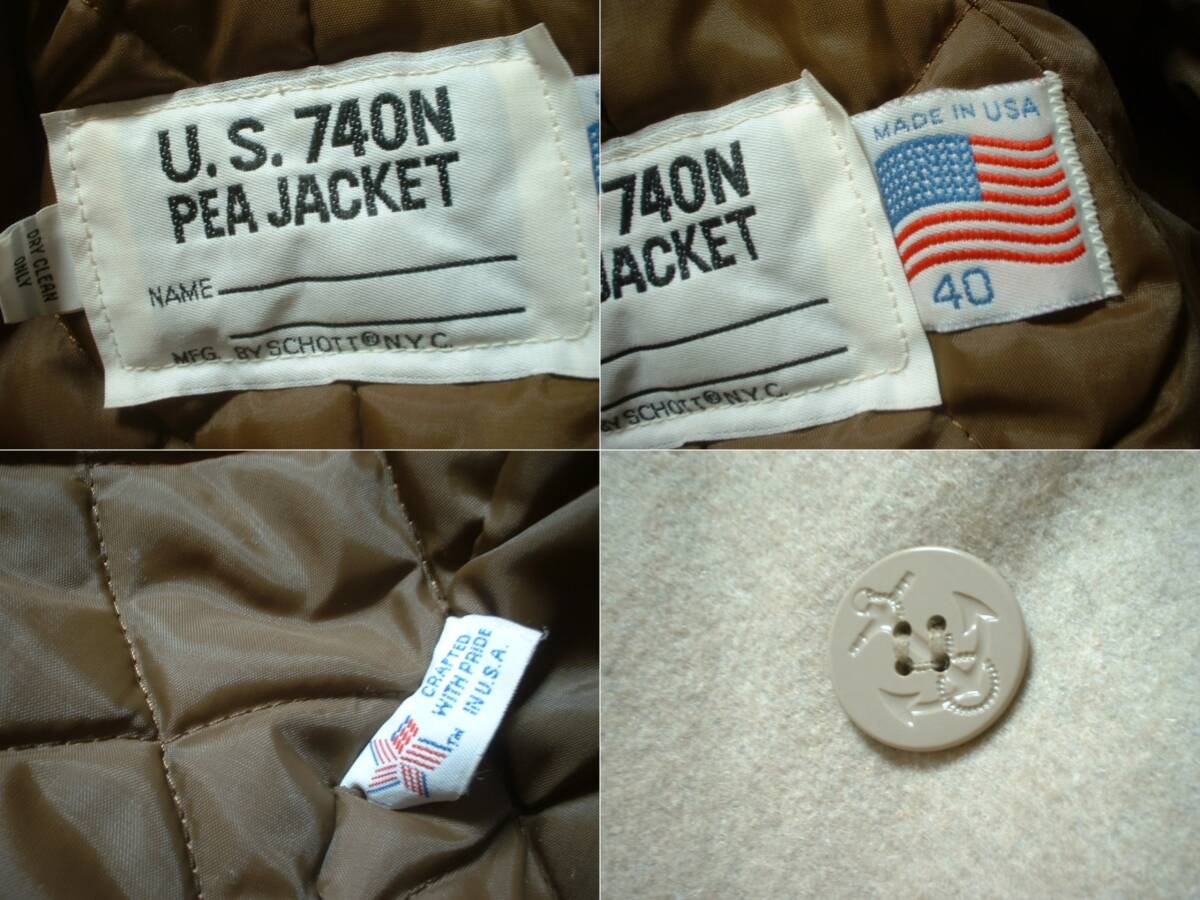 U.S. 740N
PEA JACKET
NAME
MFG. BY SCHOTT® N.Y.C.
DRY CLEAN
ONLY
740N
JACKET
BY SCHOTT® N.Y.C.
MADE IN USA
40
CRAFTED
WITH PRIDE
IN U.S.A.
TM